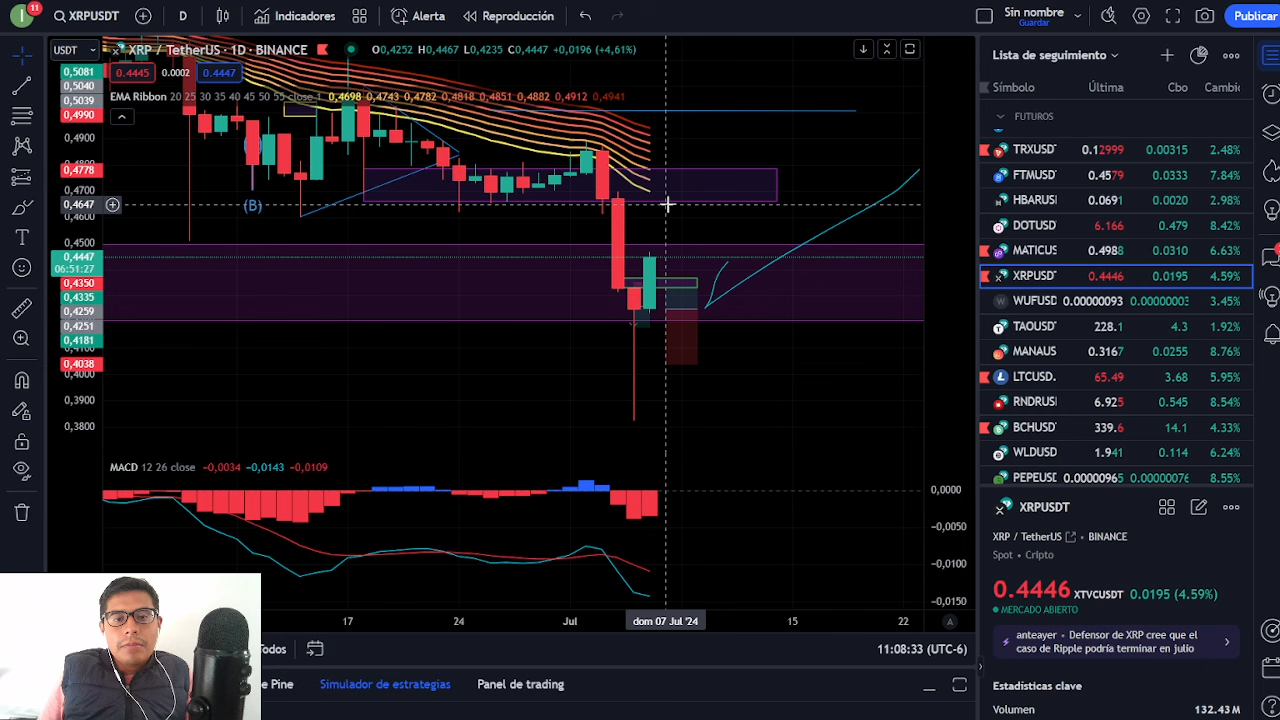 11
XRPUSDT
D
Indicadores
Alerta
Reproducción
Sin nombre
Guardar
Publicar
USDT
XRP / TetherUS · 1D · BINANCE
O0,4252 H0,4467 L0,4235 C0,4447 +0,0196 (+4,61%)
0.4445 0.0002 0.4447
EMA Ribbon 20 25 30 35 40 45 50 55 close 1 0,4698 0,4743 0,4782 0,4818 0,4851 0,4882 0,4912 0,4941
0,5081
0,5040
0,5039
0,4990
0,4900
0,4800
0,4778
0,4700
0,4647
0,4600
0,4500
0,4447
06:51:27
0,4350
0,4335
0,4259
0,4251
0,4181
0,4038
0,4000
0,3900
0,3800
(B)
MACD 12 26 close -0,0034 -0,0143 -0,0109
0,0000
-0,0050
-0,0100
-0,0150
17
24
Jul
dom 07 Jul '24
15
22
A
Todos
11:08:33 (UTC-6)
e Pine
Simulador de estrategias
Panel de trading
Lista de seguimiento
Símbolo Última Cbo Cambic
FUTUROS
TRXUSDT 0.12999 0.00315 2.48%
FTMUSDT 0.4579 0.0333 7.84%
HBARUSI 0.0691 0.0020 2.98%
DOTUSD 6.166 0.479 8.42%
MATICUS 0.4988 0.0310 6.63%
XRPUSDT 0.4446 0.0195 4.59%
WUFUSD 0.00000093 0.00000003 3.45%
TAOUSD 228.1 4.3 1.92%
MANAUS 0.3167 0.0255 8.76%
LTCUSD. 65.49 3.68 5.95%
RNDRUSI 6.925 0.545 8.54%
BCHUSD 339.6 14.1 4.33%
WLDUSD 1.941 0.114 6.24%
PEPEUSD 0.00000965 0.00000076 8.55%
XRPUSDT
XRP / TetherUS · BINANCE
Spot · Cripto
0.4446 XTVCUSDT 0.0195 (4.59%)
MERCADO ABIERTO
anteayer · Defensor de XRP cree que el
caso de Ripple podría terminar en
julio
Estadísticas clave
Volumen 132.43M